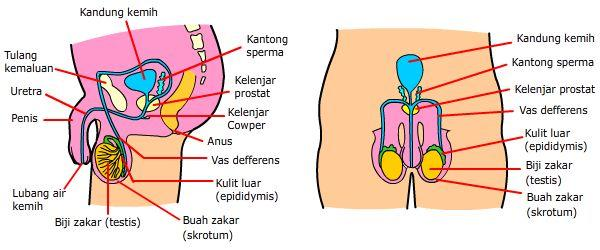 Kandung kemih
Kantong
sperma
Tulang
kemaluan
Kelenjar
prostat
Uretra
Penis
Kelenjar
Cowper
Anus
Vas defferens
Lubang air
kemih
Kulit luar
(epididymis)
Biji zakar (testis)
Buah zakar
(skrotum)
Kandung kemih
Kantong sperma
Kelenjar prostat
Vas defferens
Kulit luar
(epididymis)
Biji zakar
(testis)
Buah zakar
(skrotum)